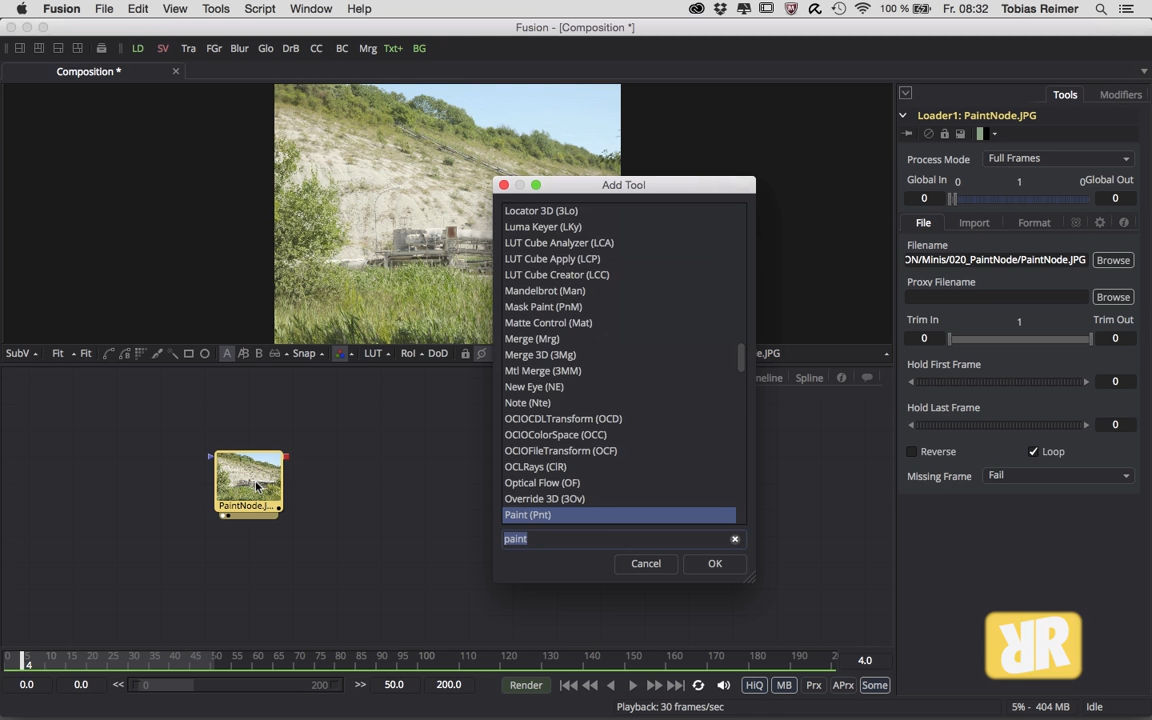 Fusion File Edit View Tools Script Window Help 100 % Fr. 08:32 Tobias Reimer
Fusion - [Composition *]
LD SV Tra FGr Blur Glo DrB CC BC Mrg Txt+ BG
Composition *
Tools Modifiers
Loader1: PaintNode.JPG
Process Mode Full Frames
Global In 0 1 0 Global Out
0 0
File Import Format
Filename
ON/Minis/020_PaintNode/PaintNode.JPG Browse
Proxy Filename
Browse
Trim In 1 Trim Out
0 0
Hold First Frame
0
Hold Last Frame
0
Reverse Loop
Missing Frame Fail
Add Tool
Locator 3D (3Lo)
Luma Keyer (LKy)
LUT Cube Analyzer (LCA)
LUT Cube Apply (LCP)
LUT Cube Creator (LCC)
Mandelbrot (Man)
Mask Paint (PnM)
Matte Control (Mat)
Merge (Mrg)
Merge 3D (3Mg)
Mtl Merge (3MM)
New Eye (NE)
Note (Nte)
OCIOCDLTransform (OCD)
OCIOColorSpace (OCC)
OCIOFileTransform (OCF)
OCLRays (ClR)
Optical Flow (OF)
Override 3D (3Ov)
Paint (Pnt)
paint
Cancel OK
SubV Fit Fit A A/B B Snap LUT RoI DoD e.JPG
neline Spline
PaintNode.J...
0 5 10 15 20 25 30 35 40 45 50 55 60 65 70 75 80 85 90 95 100 110 120 130 140 150 160 170 180 190 2
4 4.0
0.0 0.0 << 0 200 >> 50.0 200.0 Render HiQ MB Prx APrx Some
Playback: 30 frames/sec 5% - 404 MB Idle
RR